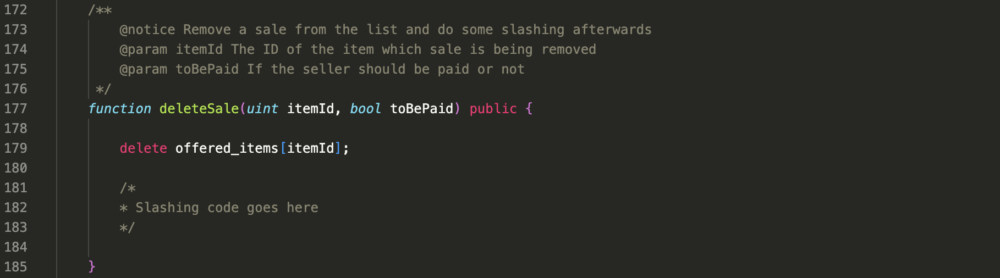 172 /**
173 @notice Remove a sale from the list and do some slashing afterwards
174 @param itemId The ID of the item which sale is being removed
175 @param toBePaid If the seller should be paid or not
176 */
177 function deleteSale(uint itemId, bool toBePaid) public {
178
179 delete offered_items[itemId];
180
181 /*
182 * Slashing code goes here
183 */
184
185 }